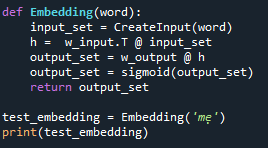 def Embedding(word):
    input_set = CreateInput(word)
    h =  w_input.T @ input_set
    output_set = w_output @ h
    output_set = sigmoid(output_set)
    return output_set
test_embedding = Embedding('mẹ')
print(test_embedding)